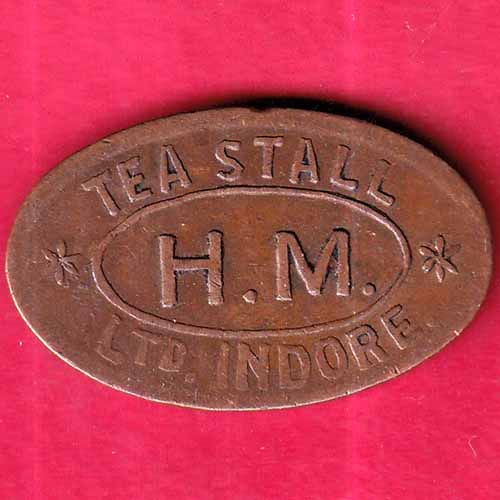 TEA STALL
H.M.
LTD. INDORE.